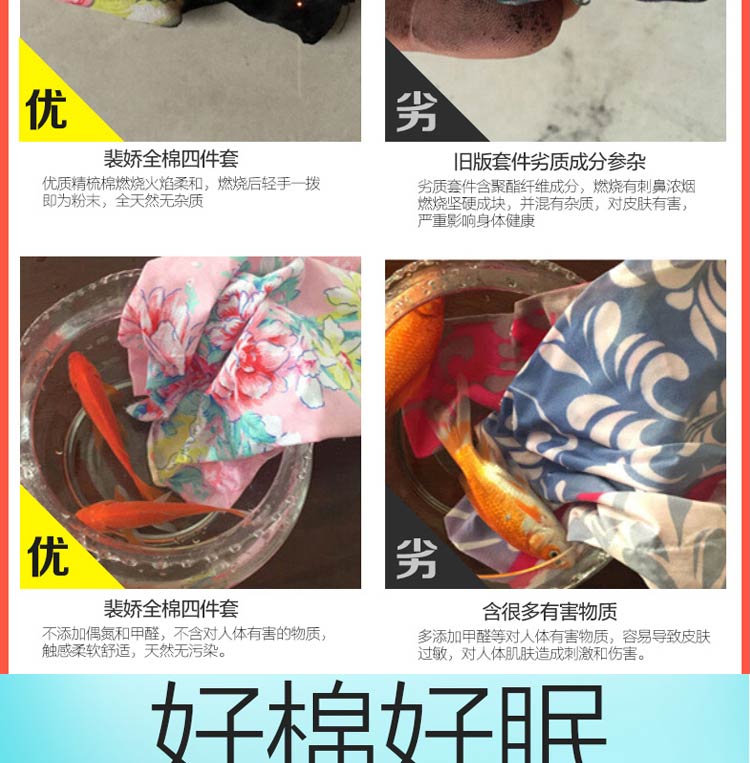 优
劣
裴娇全棉四件套
优质精梳棉燃烧火焰柔和，燃烧后轻手一拨
即为粉末，全天然无杂质
旧版套件劣质成分参杂
劣质套件含聚酯纤维成分，燃烧有刺鼻浓烟
燃烧坚硬成块，并混有杂质，对皮肤有害，
严重影响身体健康
优
劣
裴娇全棉四件套
不添加偶氮和甲醛，不含对人体有害的物质，
触感柔软舒适，天然无污染。
含很多有害物质
多添加甲醛等对人体有害物质，容易导致皮肤
过敏，对人体肌肤造成刺激和伤害。
好棉好眠